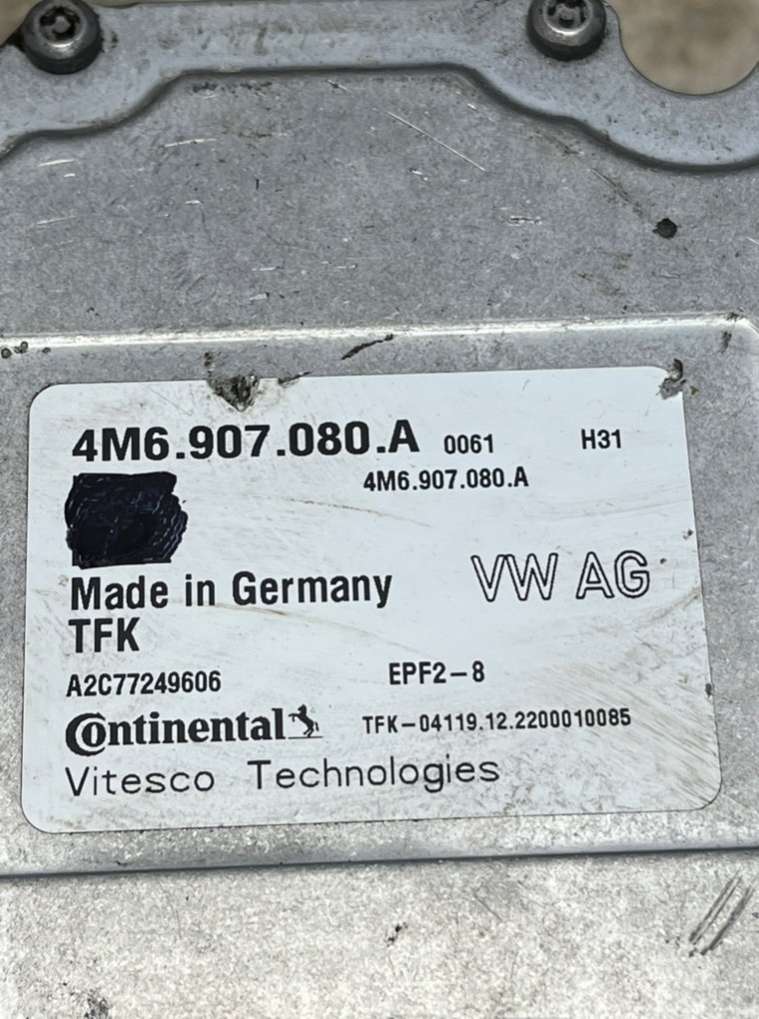 4M6.907.080.A 0061 H31
4M6.907.080.A
Made in Germany VW AG
TFK
A2C77249606 EPF2-8
Continental TFK-04119.12.2200010085
Vitesco Technologies